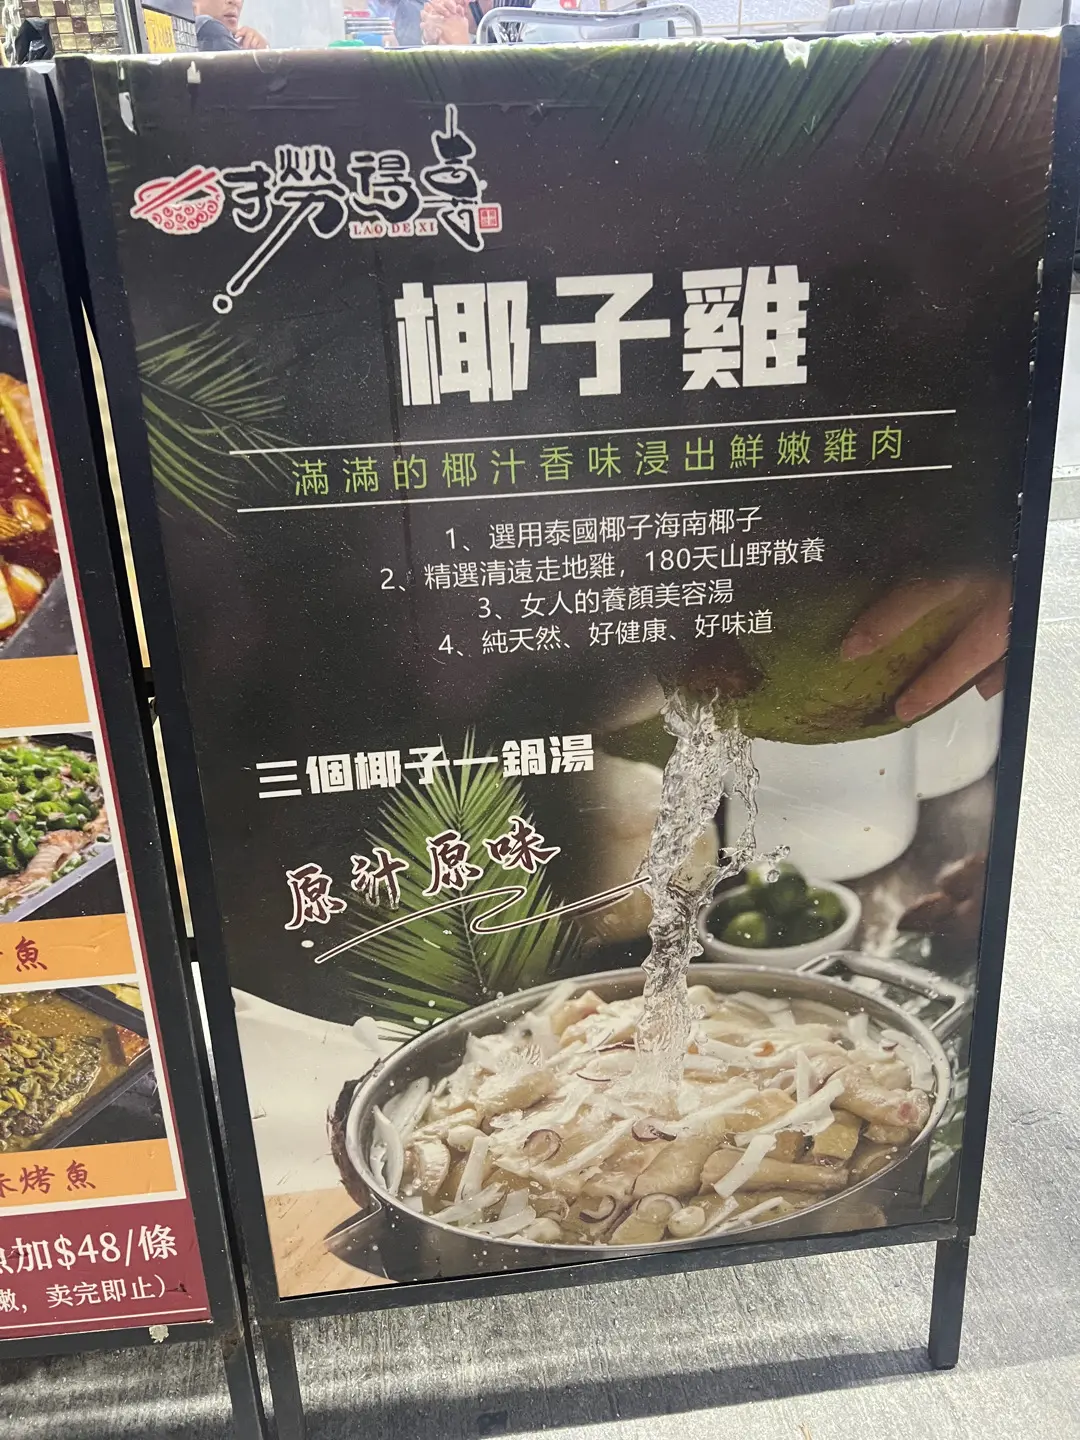 撈得喜
LAO DE XI
椰子雞
滿滿的椰汁香味浸出鮮嫩雞肉
1、選用泰國椰子海南椰子
2、精選清遠走地雞，180天山野散養
3、女人的養顏美容湯
4、純天然、好健康、好味道
三個椰子一鍋湯
原汁原味
魚
烤魚
加$48/條
嫩，卖完即止）